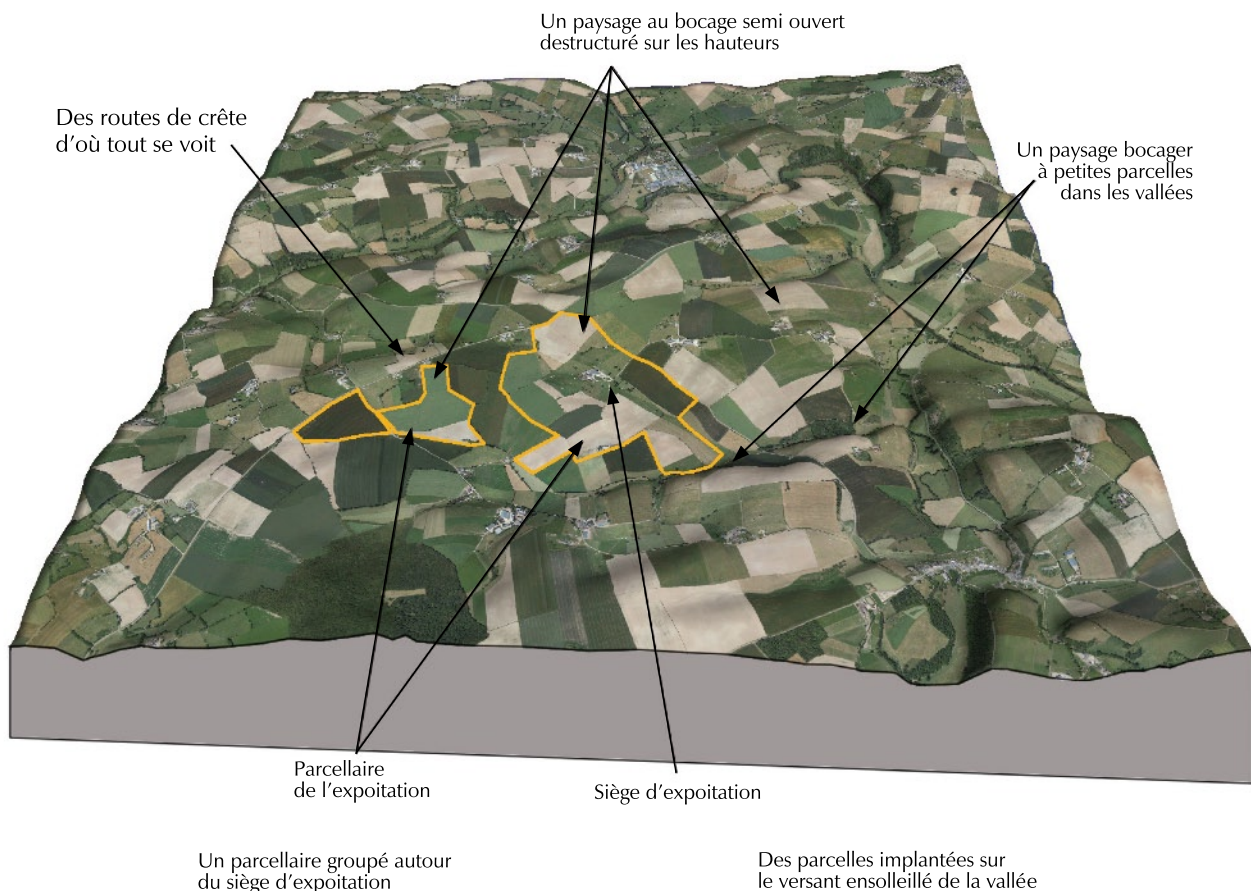 Un paysage au bocage semi ouvert
destructuré sur les hauteurs
Des routes de crête
d'où tout se voit
Un paysage bocager
à petites parcelles
dans les vallées
Parcellaire
de l'expoitation
Siège d'expoitation
Un parcellaire groupé autour
du siège d'expoitation
Des parcelles implantées sur
le versant ensolleillé de la vallée